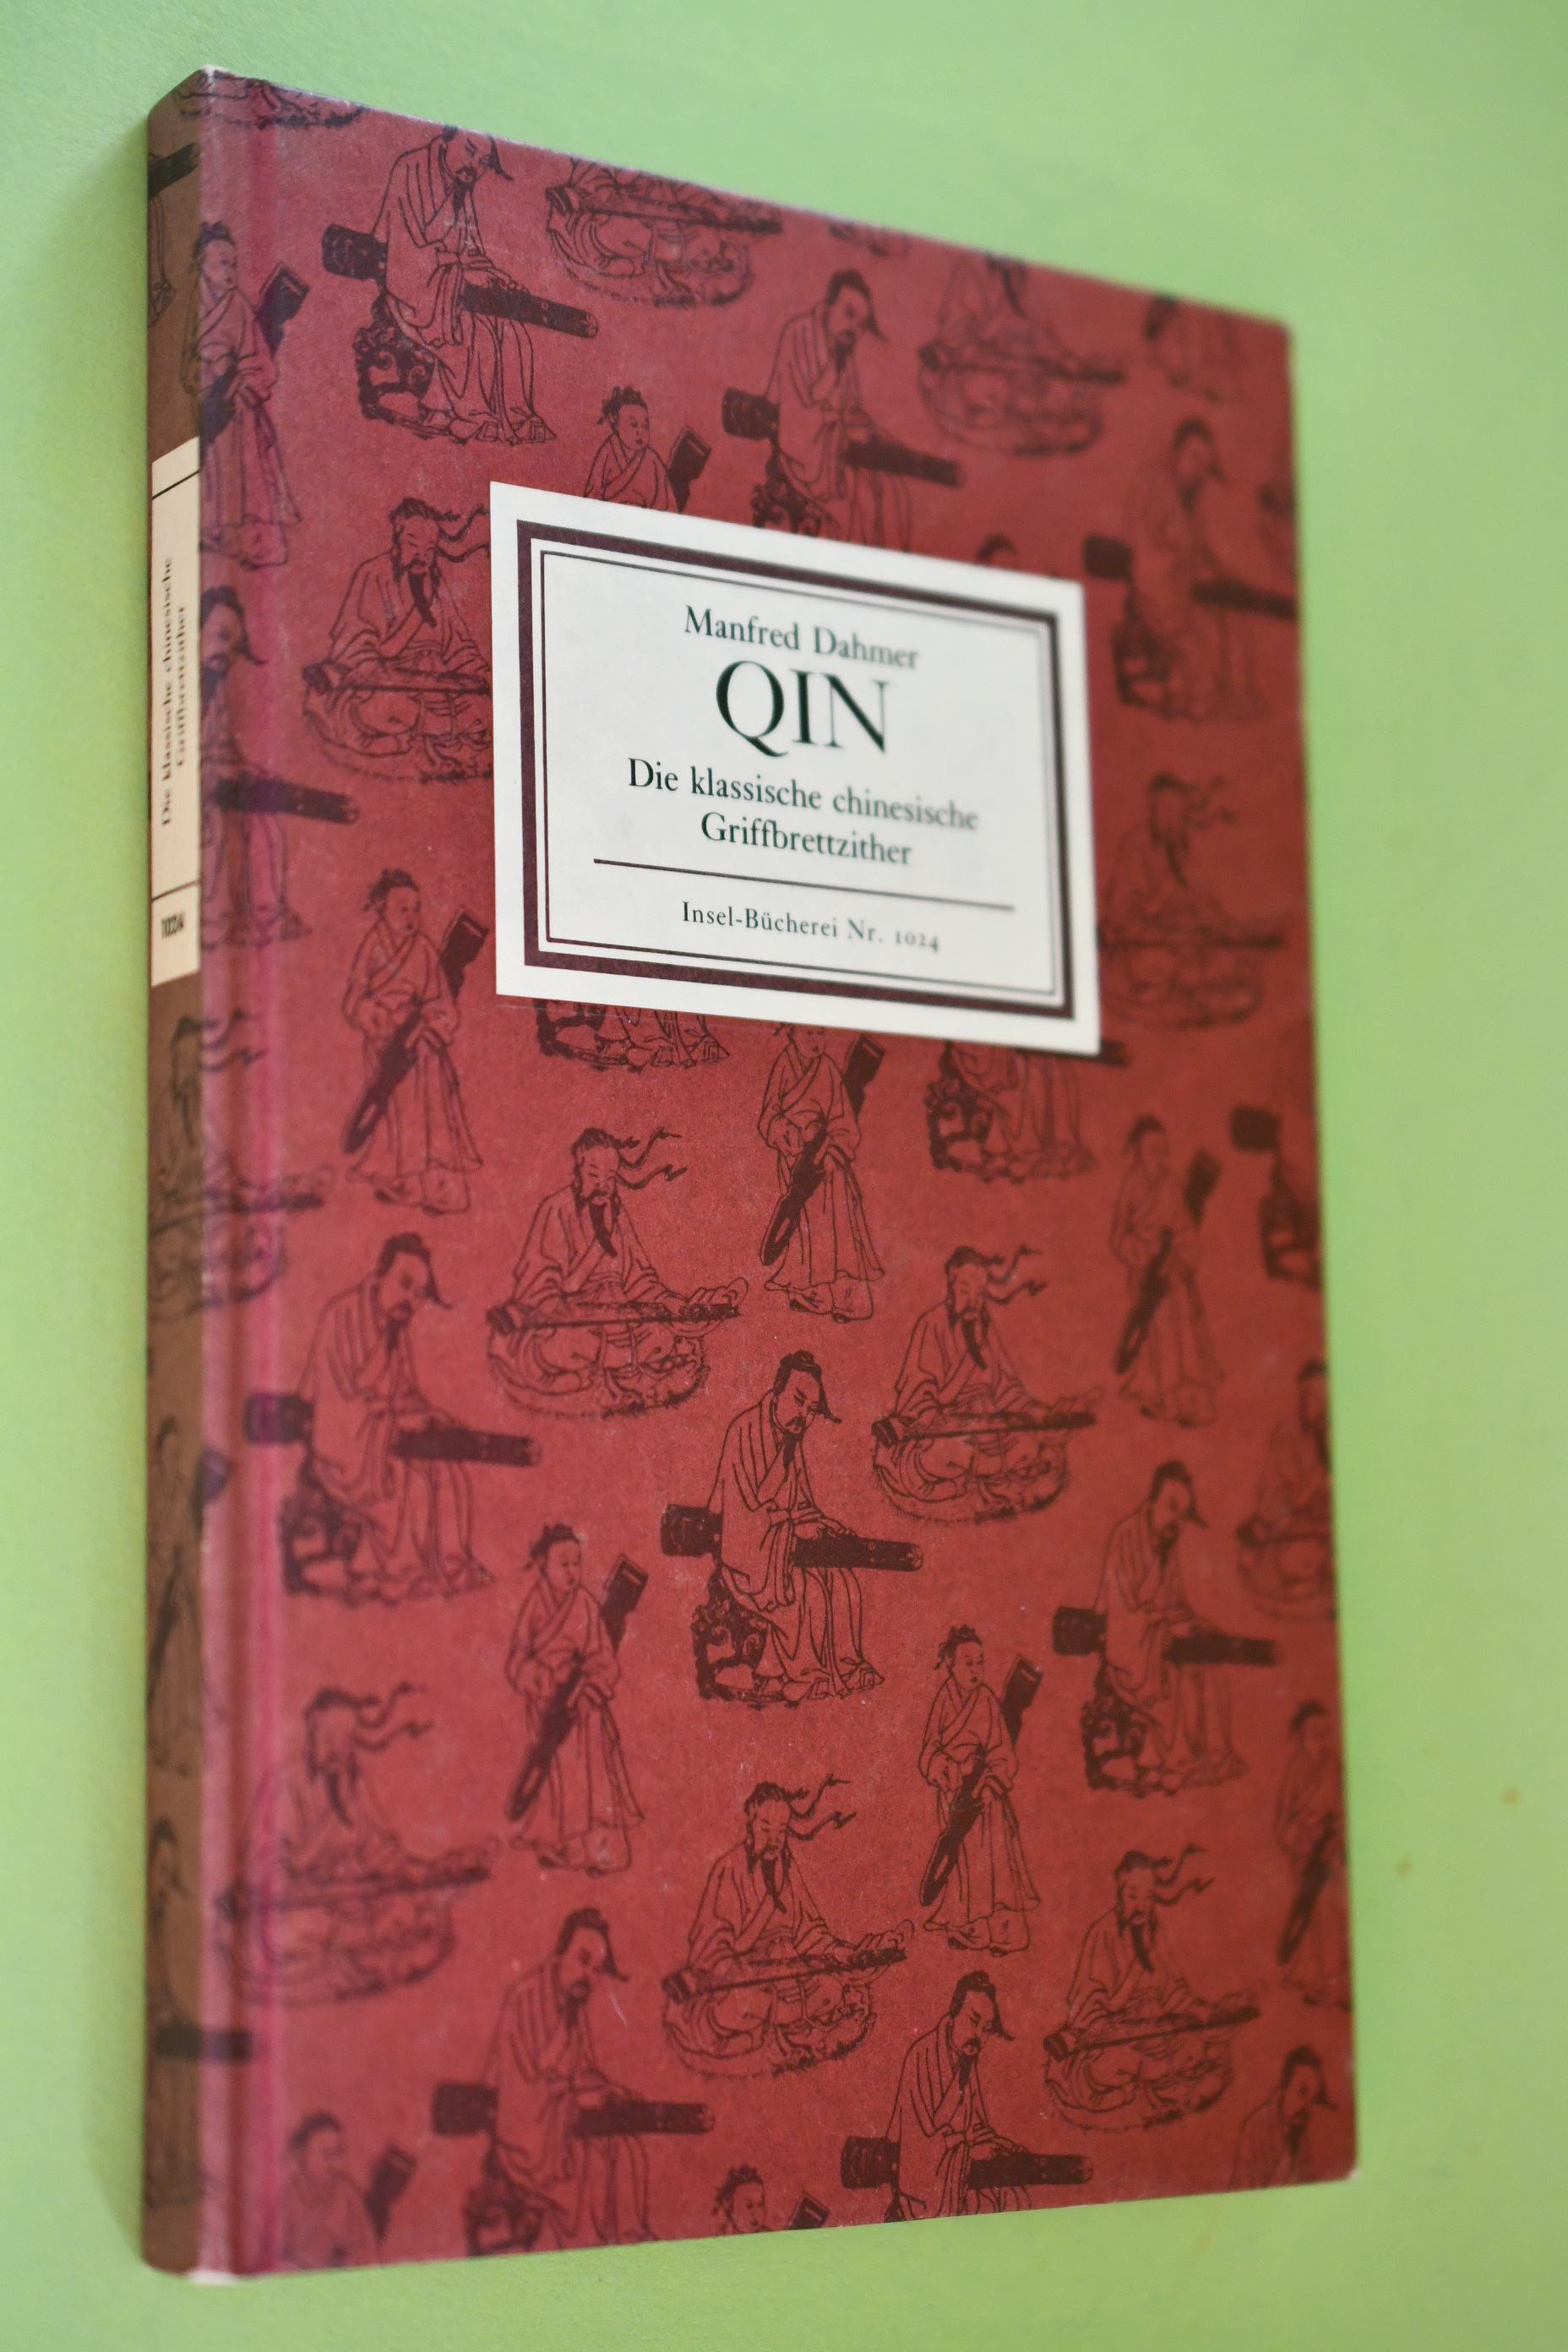 Manfred Dahmer
QIN
Die klassische chinesische
Griffbrettzither
Insel-Bücherei Nr. 1024
Die klassische chinesische
Griffbrettzither
1024